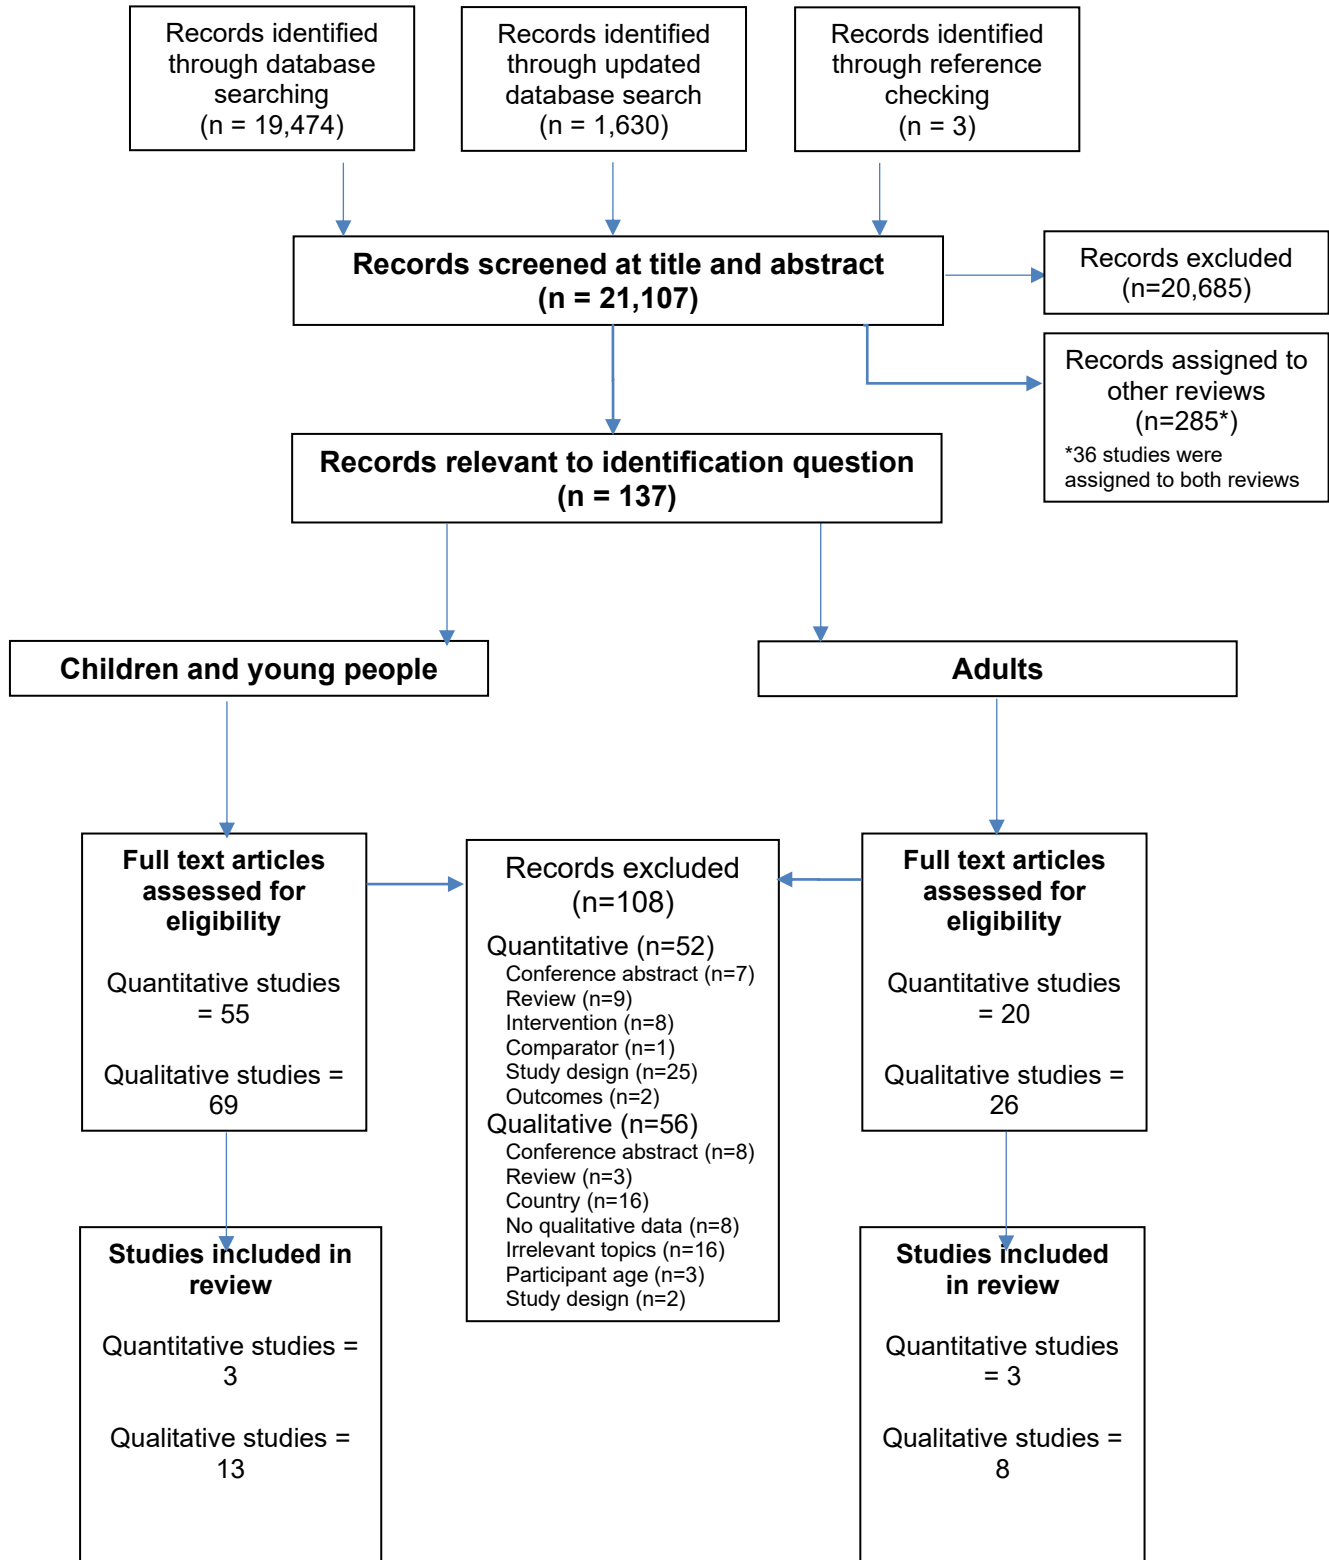 Records identified
through database
searching
(n = 19,474)
Records identified
through updated
database search
(n = 1,630)
Records identified
through reference
checking
(n = 3)
Records screened at title and abstract
(n = 21,107)
Records excluded
(n=20,685)
Records assigned to
other reviews
(n=285*)
*36 studies were
assigned to both reviews
Records relevant to identification question
(n = 137)
Children and young people
Adults
Full text articles
assessed for
eligibility
Quantitative studies
= 55
Qualitative studies =
69
Records excluded
(n=108)
Quantitative (n=52)
Conference abstract (n=7)
Review (n=9)
Intervention (n=8)
Comparator (n=1)
Study design (n=25)
Outcomes (n=2)
Qualitative (n=56)
Conference abstract (n=8)
Review (n=3)
Country (n=16)
No qualitative data (n=8)
Irrelevant topics (n=16)
Participant age (n=3)
Study design (n=2)
Full text articles
assessed for
eligibility
Quantitative studies
= 20
Qualitative studies =
26
Studies included in
review
Quantitative studies =
3
Qualitative studies =
13
Studies included
in review
Quantitative studies
= 3
Qualitative studies =
8